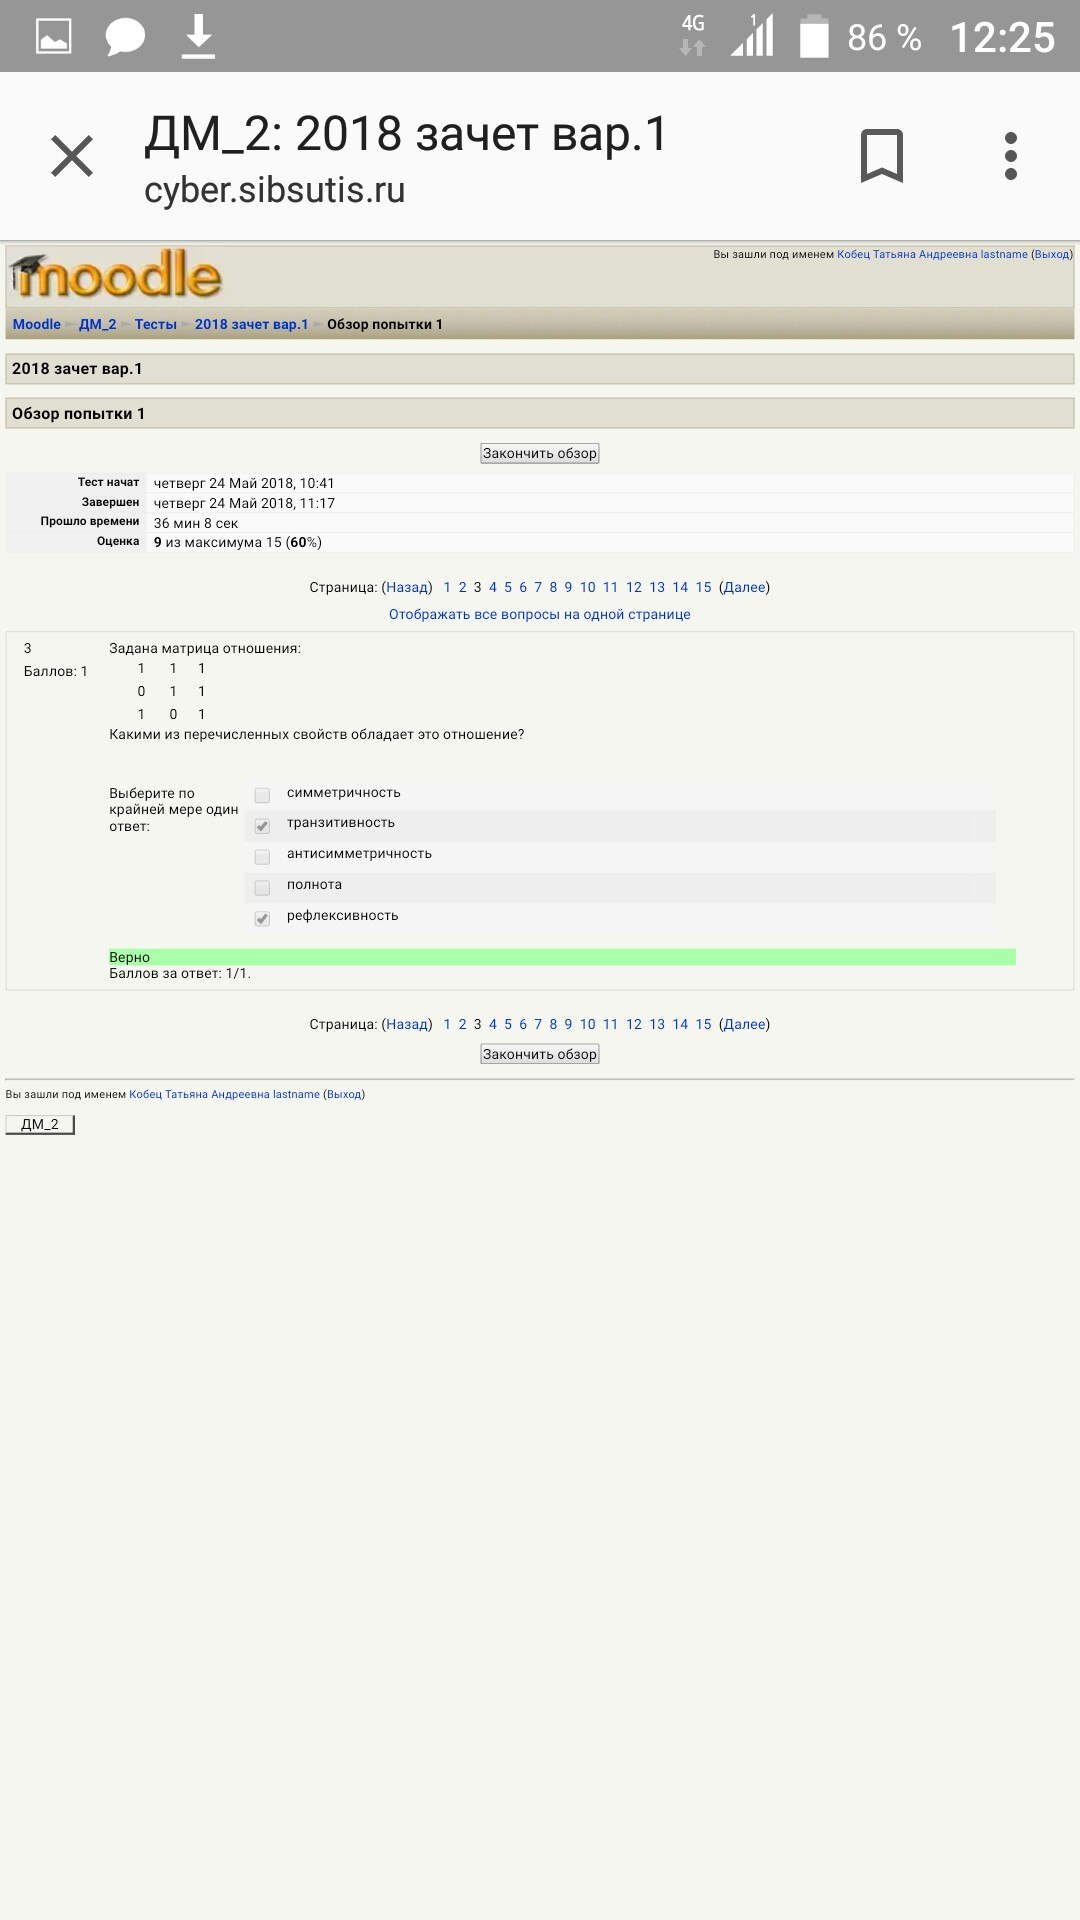 4G 1 86 % 12:25
ДМ_2: 2018 зачет вар.1
cyber.sibsutis.ru
moodle
Вы зашли под именем Кобец Татьяна Андреевна lastname (Выход)
Moodle ► ДМ_2 ► Тесты ► 2018 зачет вар.1 ► Обзор попытки 1
2018 зачет вар.1
Обзор попытки 1
Закончить обзор
Тест начат четверг 24 Май 2018, 10:41
Завершен четверг 24 Май 2018, 11:17
Прошло времени 36 мин 8 сек
Оценка 9 из максимума 15 (60%)
Страница: (Назад) 1 2 3 4 5 6 7 8 9 10 11 12 13 14 15 (Далее)
Отображать все вопросы на одной странице
3
Баллов: 1
Задана матрица отношения:
1 1 1
0 1 1
1 0 1
Какими из перечисленных свойств обладает это отношение?
Выберите по
крайней мере один
ответ:
симметричность
транзитивность
антисимметричность
полнота
рефлексивность
Верно
Баллов за ответ: 1/1.
Страница: (Назад) 1 2 3 4 5 6 7 8 9 10 11 12 13 14 15 (Далее)
Закончить обзор
Вы зашли под именем Кобец Татьяна Андреевна lastname (Выход)
ДМ_2